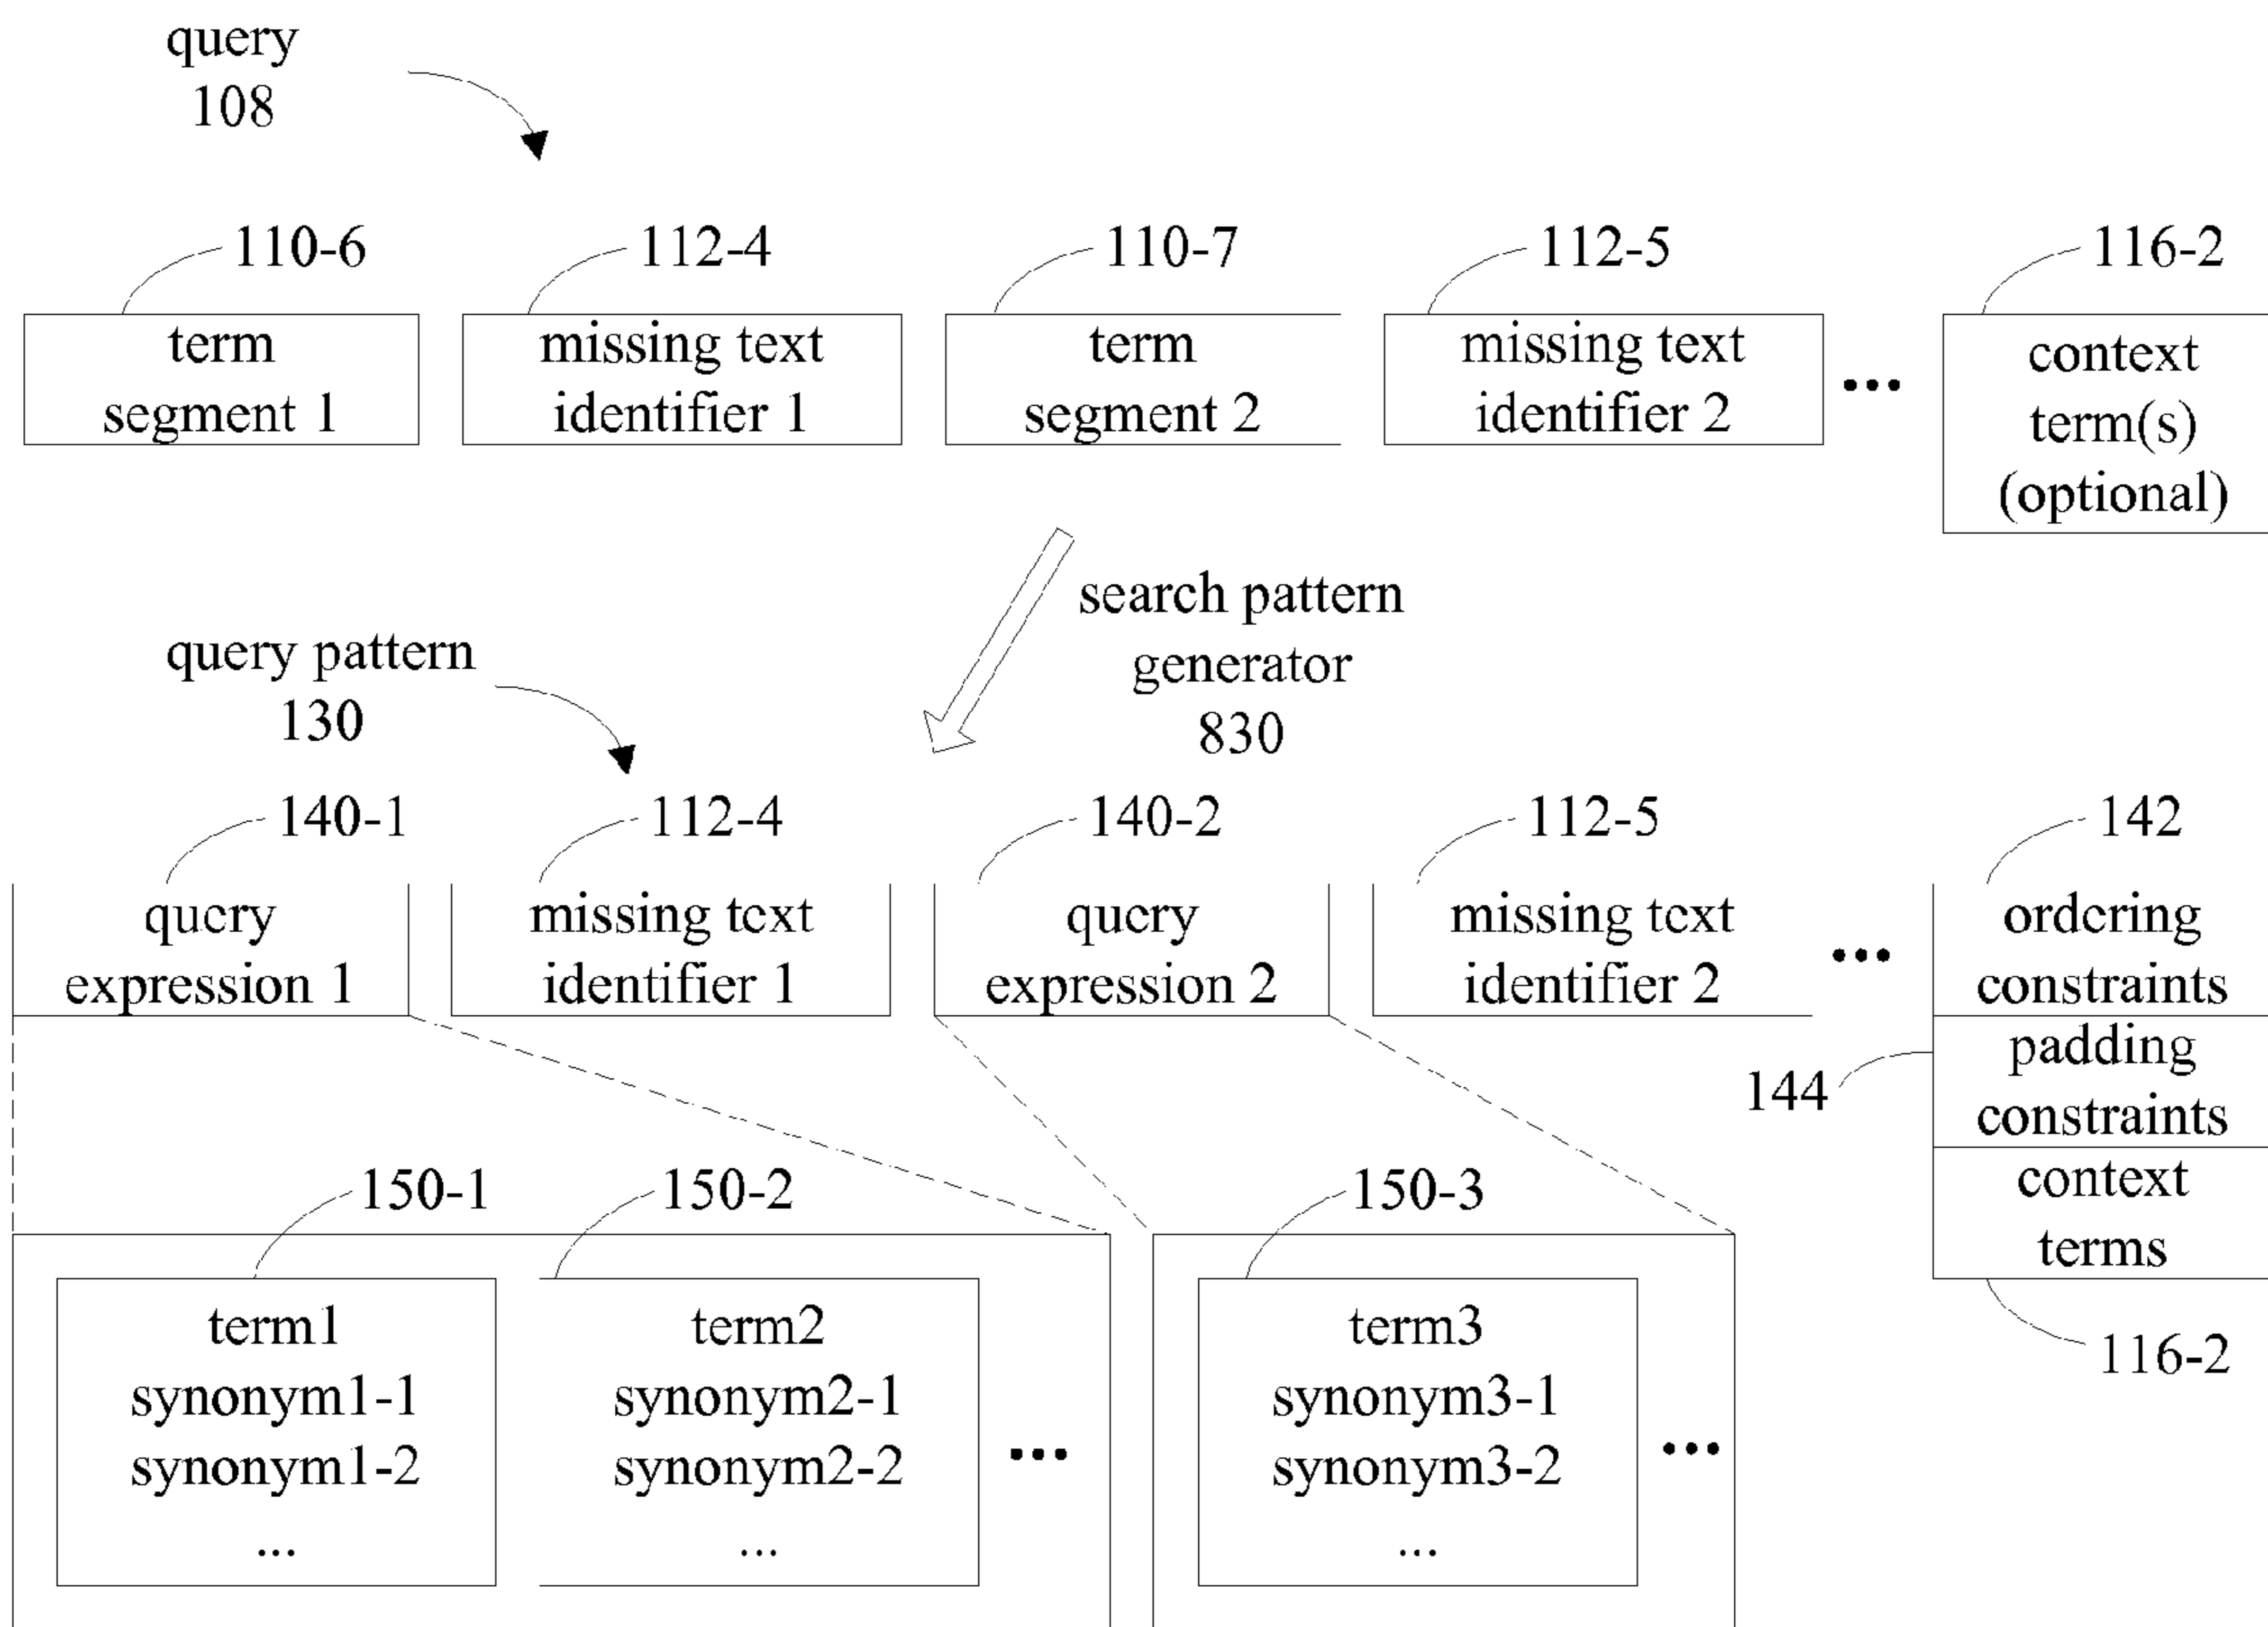 query
108
110-6
112-4
110-7
112-5
116-2
term
segment 1
missing text
identifier 1
term
segment 2
missing text
identifier 2
...
context
term(s)
(optional)
search pattern
generator
830
query pattern
130
140-1
112-4
140-2
112-5
142
query
expression 1
missing text
identifier 1
query
expression 2
missing text
identifier 2
...
ordering
constraints
padding
constraints
144
context
terms
116-2
150-1
150-2
150-3
term1
synonym1-1
synonym1-2
...
term2
synonym2-1
synonym2-2
...
...
term3
synonym3-1
synonym3-2
...
...